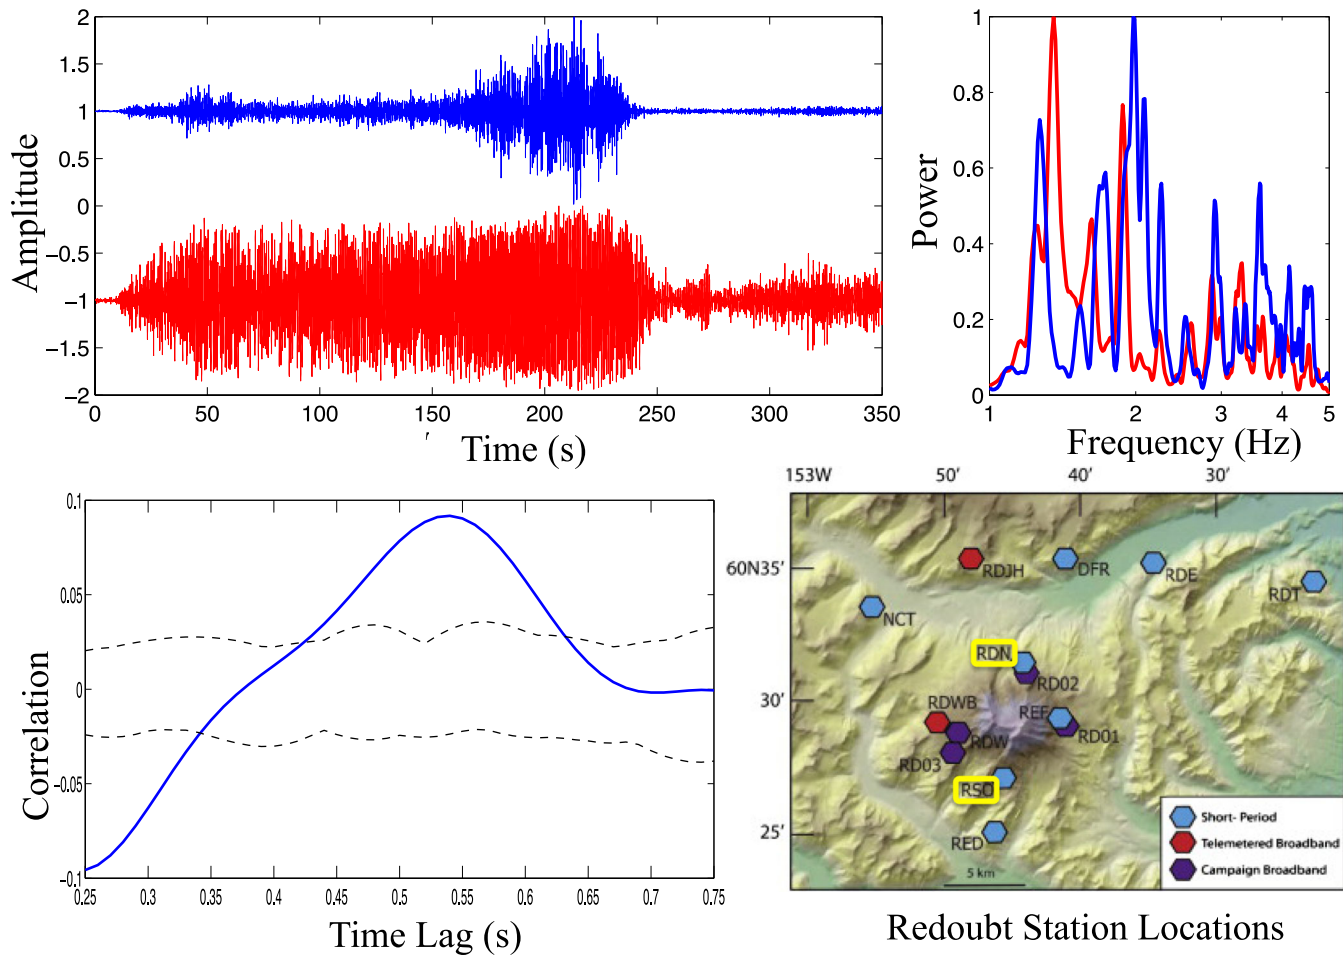 2
1.5
1
0.5
0
−0.5
−1
−1.5
−2
Amplitude
0 50 100 150 200 250 300 350
Time (s)
1
0.8
0.6
0.4
0.2
0
Power
1 2 3 4 5
Frequency (Hz)
0.1
0.05
0
−0.05
−0.1
Correlation
0.25 0.3 0.35 0.4 0.45 0.5 0.55 0.6 0.65 0.7 0.75
Time Lag (s)
153W 50' 40' 30'
60N35'
30'
25'
RDJH
DFR
RDE
RDT
NCT
RDN
RD02
RDWB
REF
RDW
RD01
RD03
RSO
RED
5 km
Short- Period
Telemetered Broadband
Campaign Broadband
Redoubt Station Locations